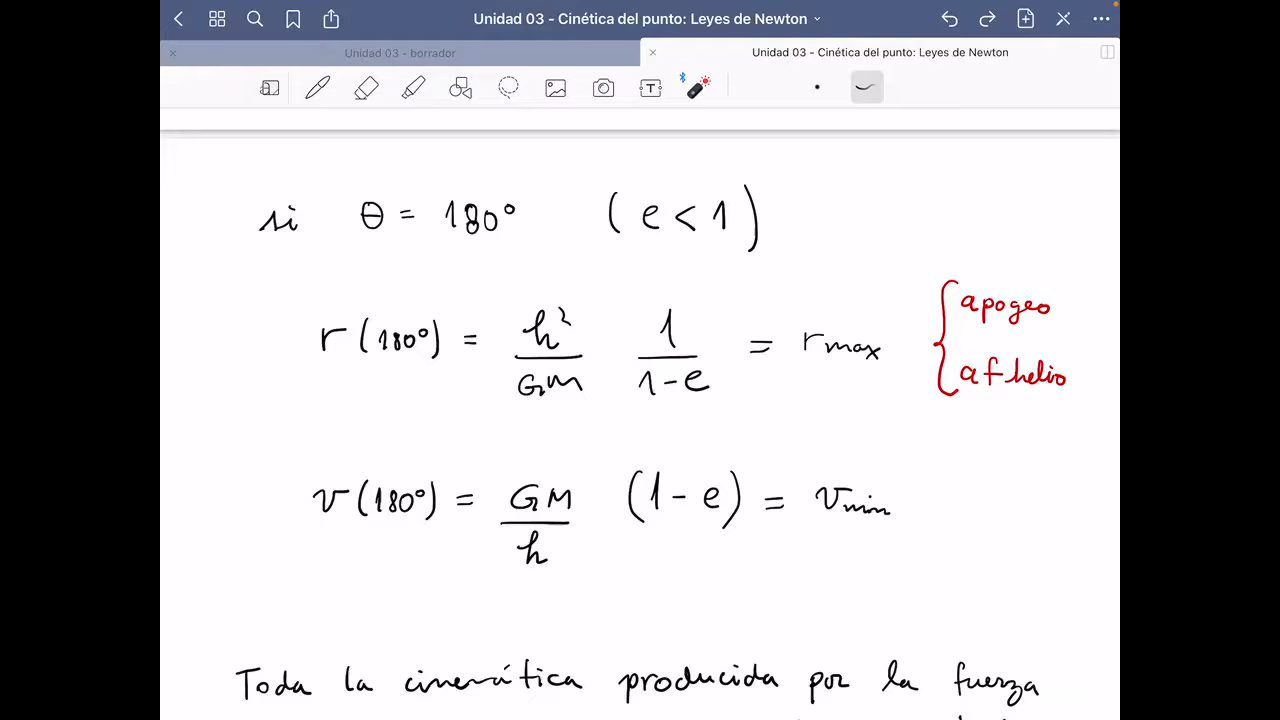 Unidad 03 - Cinética del punto: Leyes de Newton
Unidad 03 - borrador
Unidad 03 - Cinética del punto: Leyes de Newton
T
si θ = 180° (e < 1)
r(180°) = h²/GM 1/(1-e) = rmax { apogeo
afhelio
v(180°) = GM/h (1-e) = vmin
Toda la cinemática producida por la fuerza